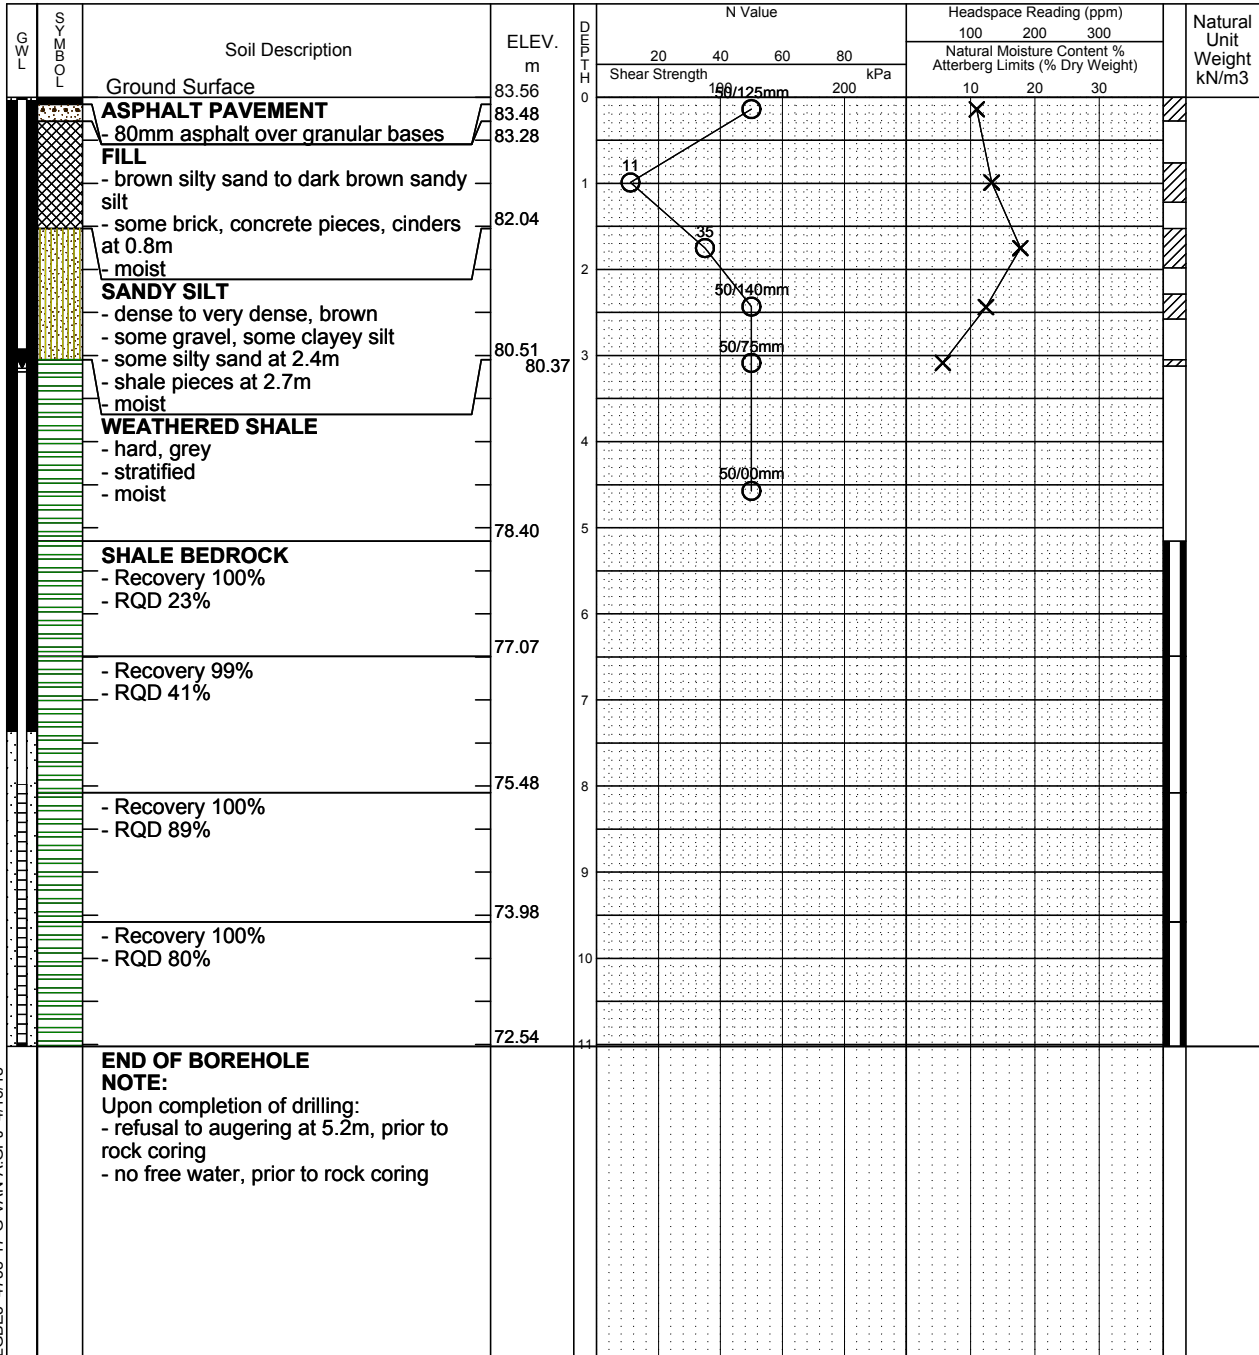 GWL
SYMBOL
Soil Description
ELEV.
m
DEPTH
N Value
20 40 60 80
Shear Strength kPa
100 200
Headspace Reading (ppm)
100 200 300
Natural Moisture Content %
Atterberg Limits (% Dry Weight)
10 20 30
Natural
Unit
Weight
kN/m3
Ground Surface
83.56
0
ASPHALT PAVEMENT
83.48
- 80mm asphalt over granular bases
83.28
50/125mm
FILL
- brown silty sand to dark brown sandy
silt
11
1
- some brick, concrete pieces, cinders
82.04
at 0.8m
35
- moist
2
SANDY SILT
50/140mm
- dense to very dense, brown
- some gravel, some clayey silt
80.51
- some silty sand at 2.4m
50/75mm
3
80.37
- shale pieces at 2.7m
- moist
WEATHERED SHALE
4
- hard, grey
- stratified
50/00mm
- moist
78.40
5
SHALE BEDROCK
- Recovery 100%
- RQD 23%
6
77.07
- Recovery 99%
- RQD 41%
7
75.48
8
- Recovery 100%
- RQD 89%
9
73.98
- Recovery 100%
- RQD 80%
10
72.54
11
END OF BOREHOLE
NOTE:
Upon completion of drilling:
- refusal to augering at 5.2m, prior to
rock coring
- no free water, prior to rock coring